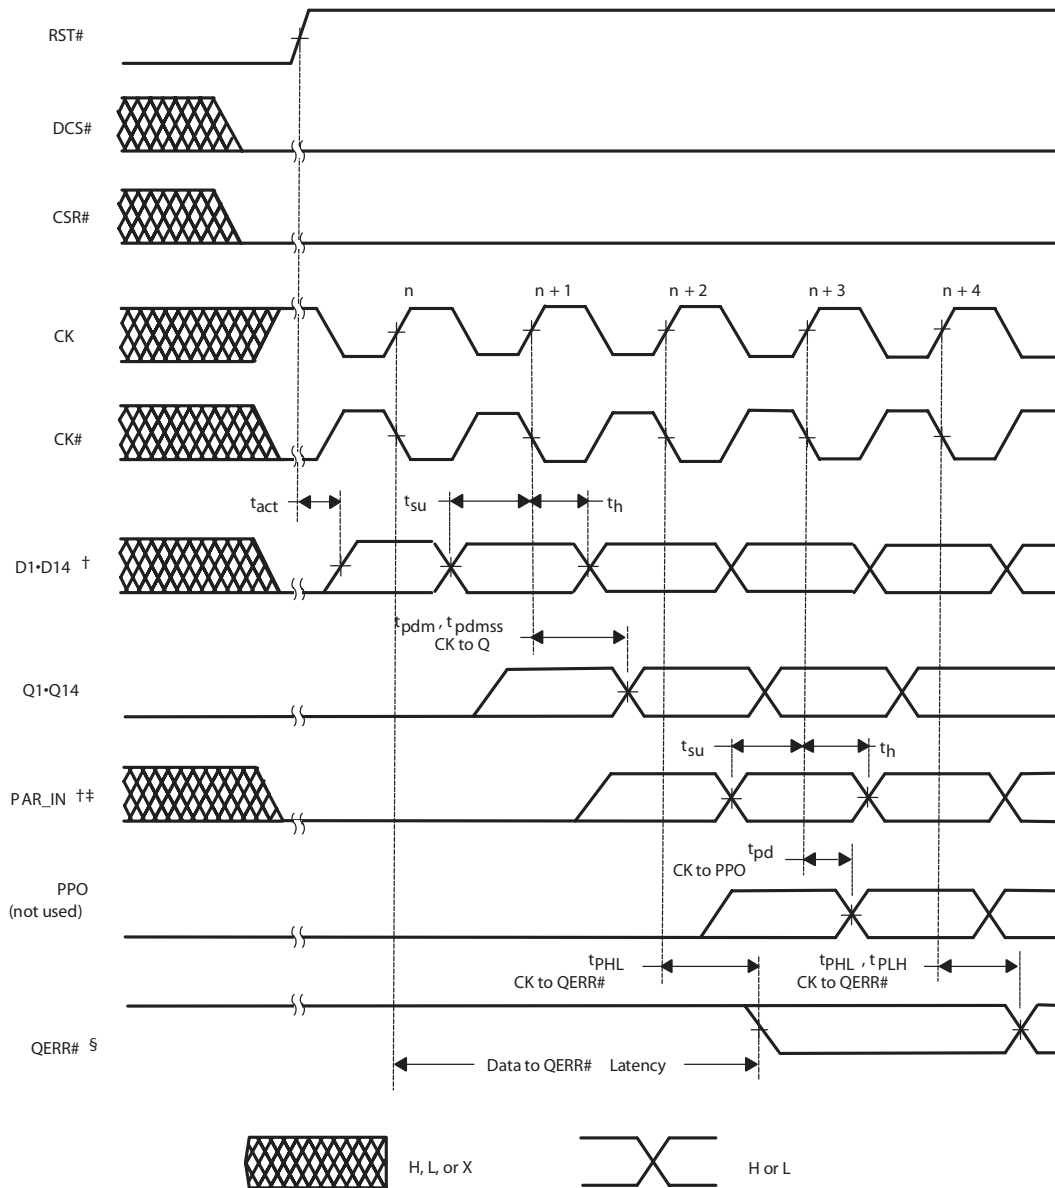 RST#
DCS#
CSR#
n
n + 1
n + 2
n + 3
n + 4
CK
CK#
tact
tsu
th
D1•D14 †
tpdm , tpdmss
CK to Q
Q1•Q14
tsu
th
PAR_IN †‡
tpd
CK to PPO
PPO
(not used)
tPHL
CK to QERR#
tPHL , tPLH
CK to QERR#
QERR# §
Data to QERR# Latency
H, L, or X
H or L